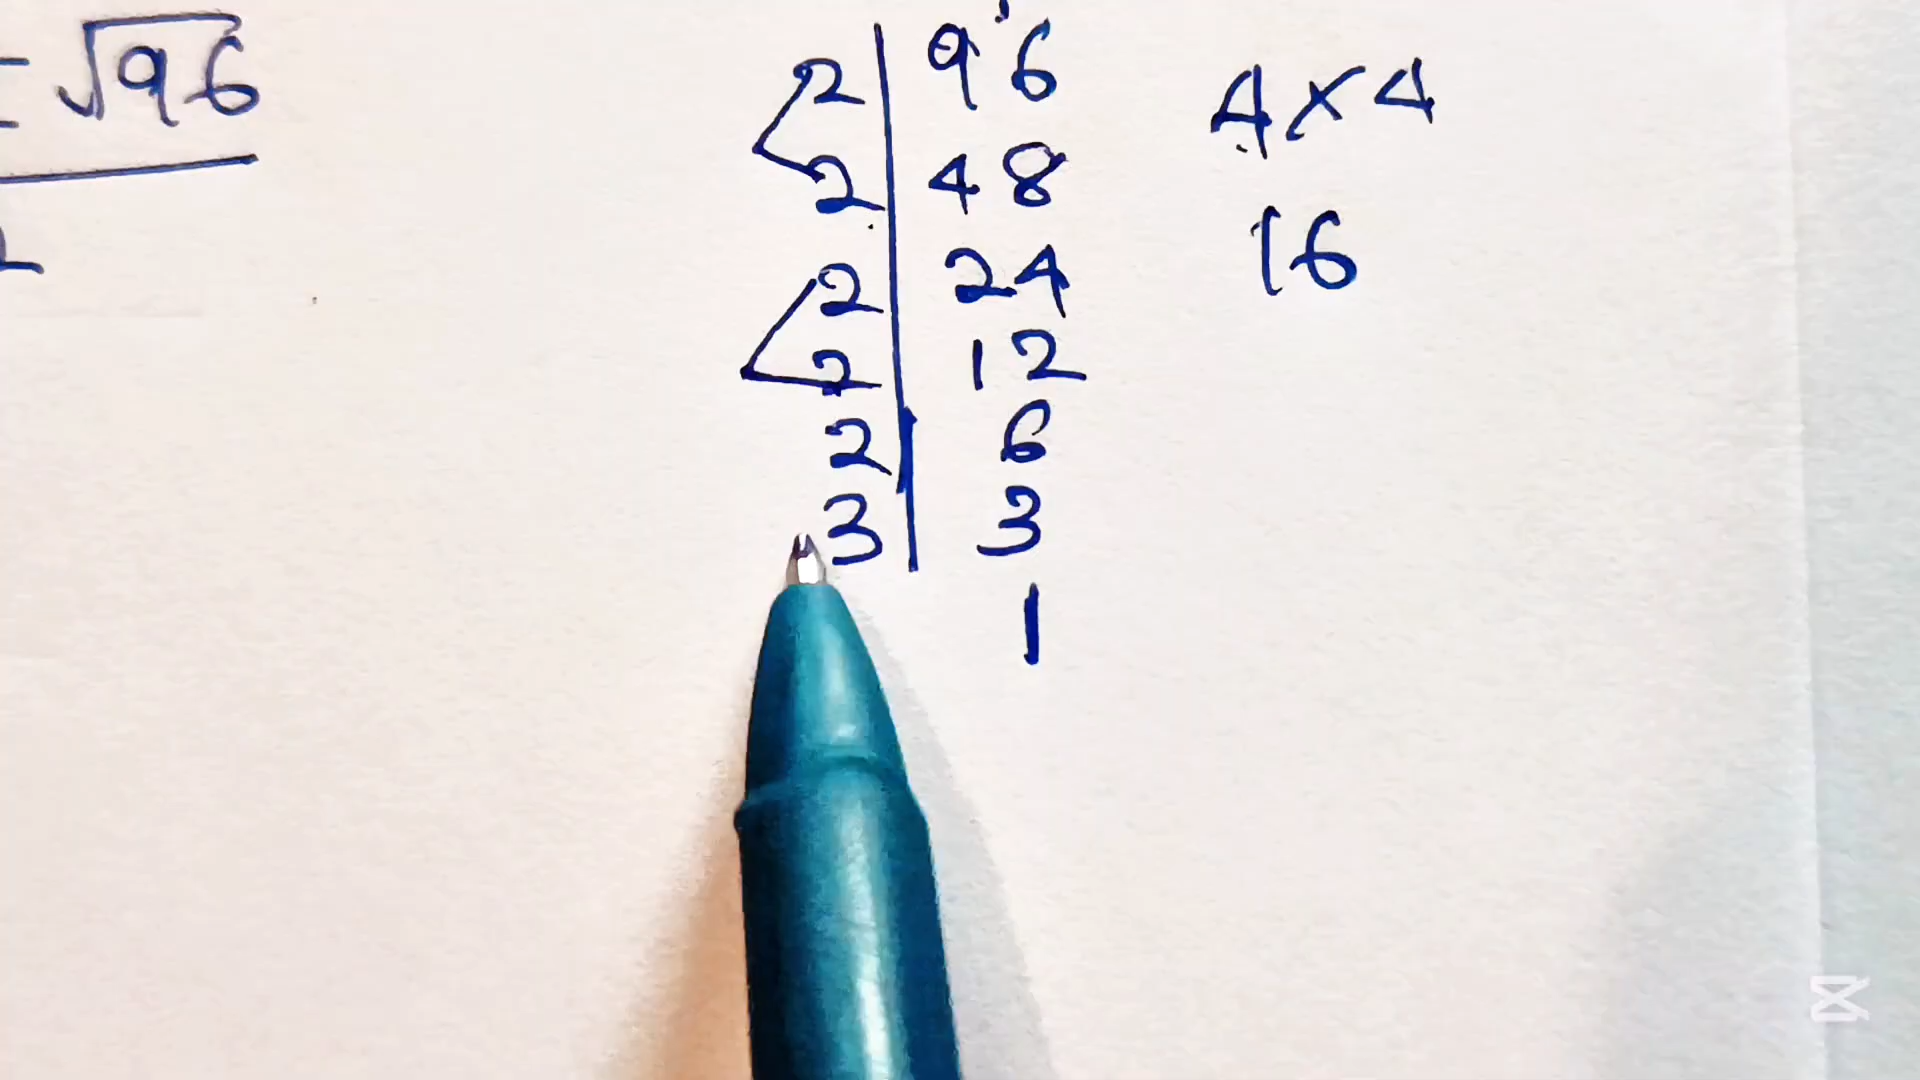 = √96
2 | 96
2 | 48
2 | 24
2 | 12
2 | 6
3 | 3
1
4 × 4
16